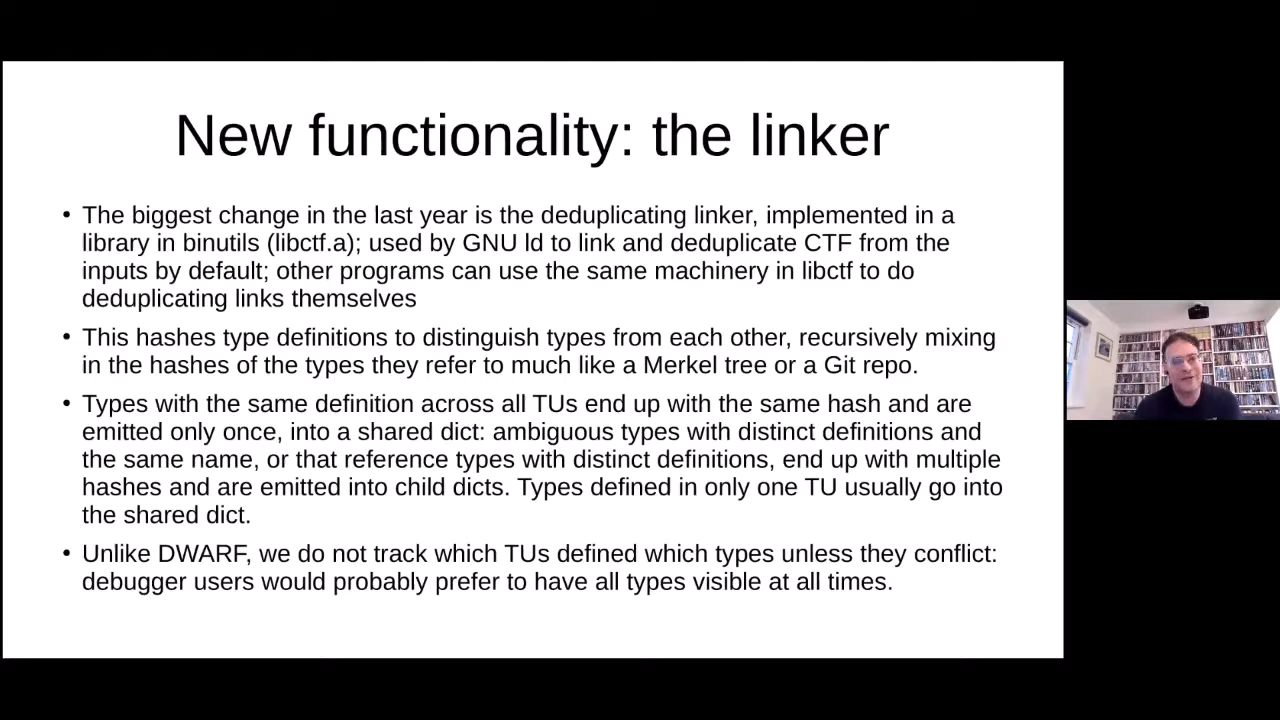 New functionality: the linker
• The biggest change in the last year is the deduplicating linker, implemented in a
library in binutils (libctf.a); used by GNU ld to link and deduplicate CTF from the
inputs by default; other programs can use the same machinery in libctf to do
deduplicating links themselves
• This hashes type definitions to distinguish types from each other, recursively mixing
in the hashes of the types they refer to much like a Merkel tree or a Git repo.
• Types with the same definition across all TUs end up with the same hash and are
emitted only once, into a shared dict: ambiguous types with distinct definitions and
the same name, or that reference types with distinct definitions, end up with multiple
hashes and are emitted into child dicts. Types defined in only one TU usually go into
the shared dict.
• Unlike DWARF, we do not track which TUs defined which types unless they conflict:
debugger users would probably prefer to have all types visible at all times.